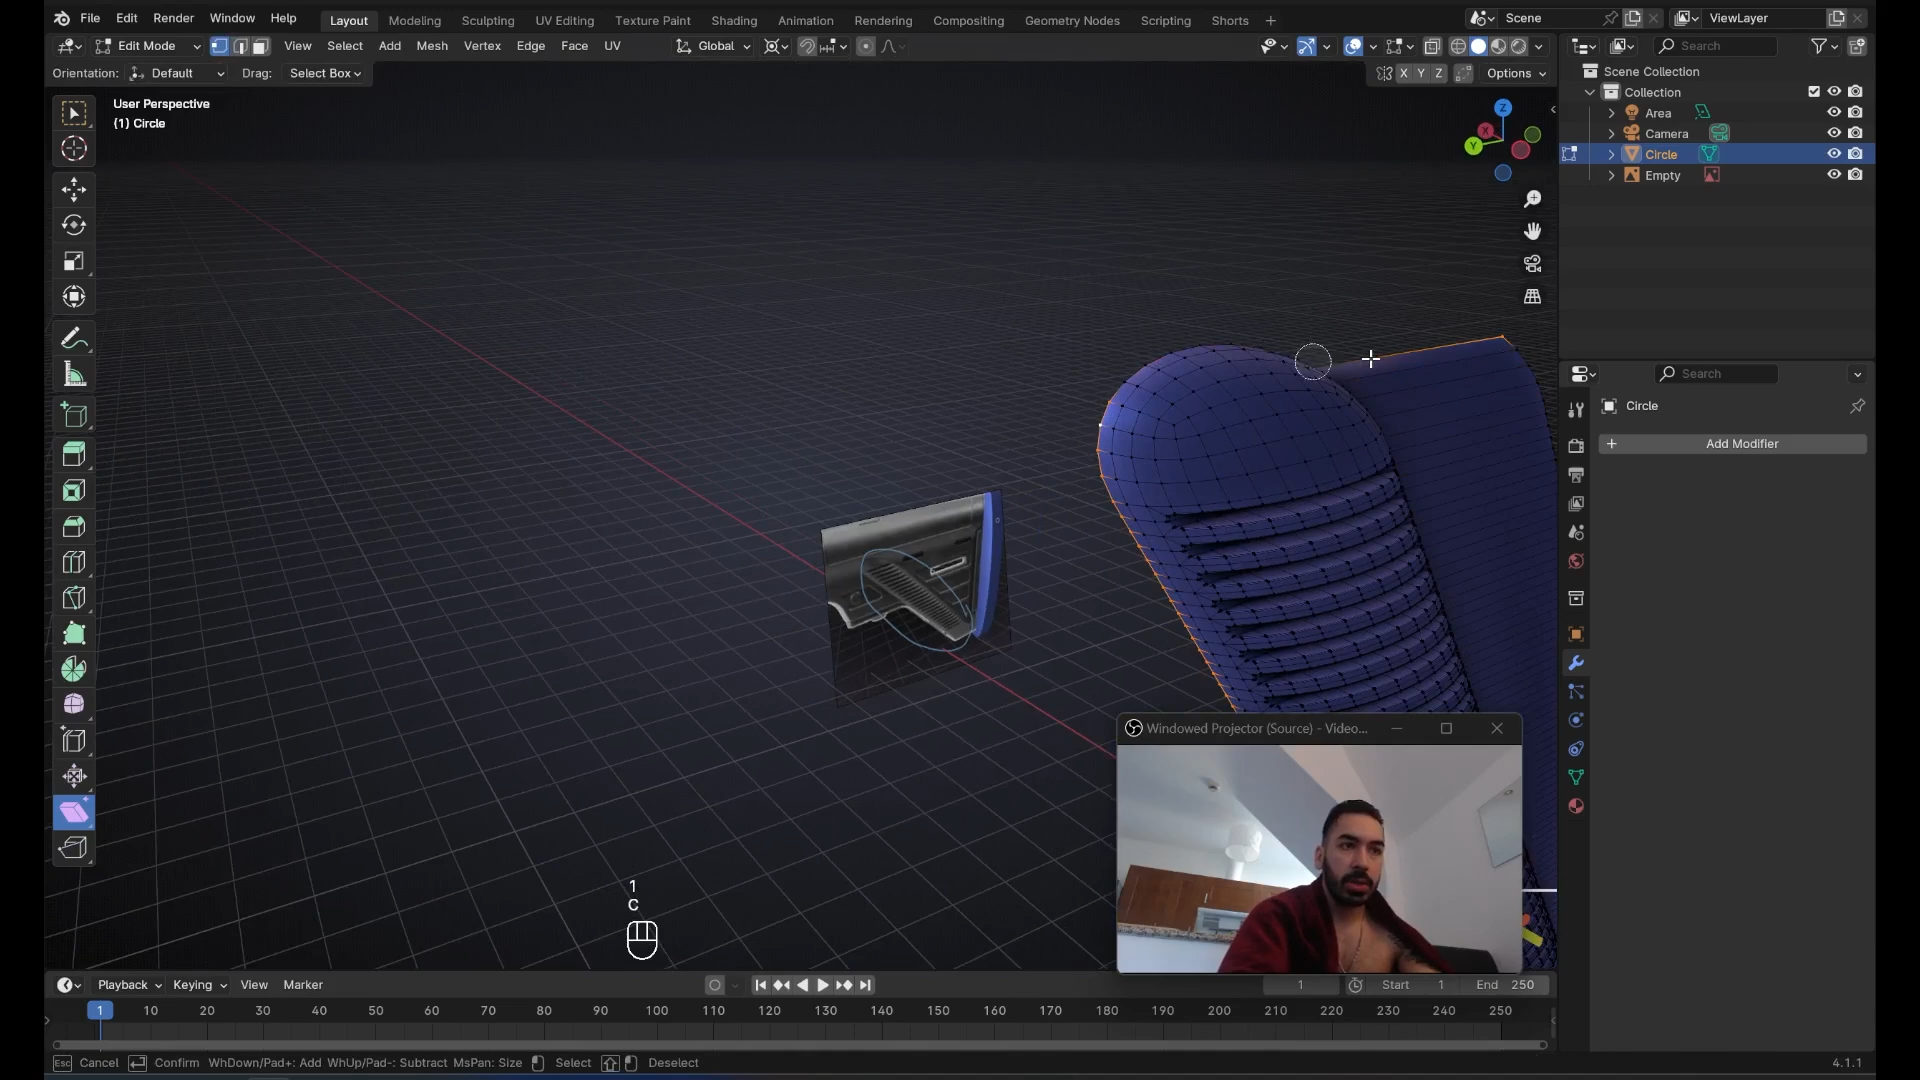 File Edit Render Window Help Layout Modeling Sculpting UV Editing Texture Paint Shading Animation Rendering Compositing Geometry Nodes Scripting Shorts + Scene ViewLayer
Edit Mode View Select Add Mesh Vertex Edge Face UV Global Search
Orientation: Default Drag: Select Box X Y Z Options
Scene Collection
User Perspective
(1) Circle
Collection
Area
Camera
Circle
Empty
Z
X
Y
Search
Circle
+ Add Modifier
Windowed Projector (Source) - Video...
1
C
Playback Keying View Marker 1 Start 1 End 250
1 10 20 30 40 50 60 70 80 90 100 110 120 130 140 150 160 170 180 190 200 210 220 230 240 250
Esc Cancel Confirm WhDown/Pad+: Add WhUp/Pad-: Subtract MsPan: Size Select Deselect 4.1.1